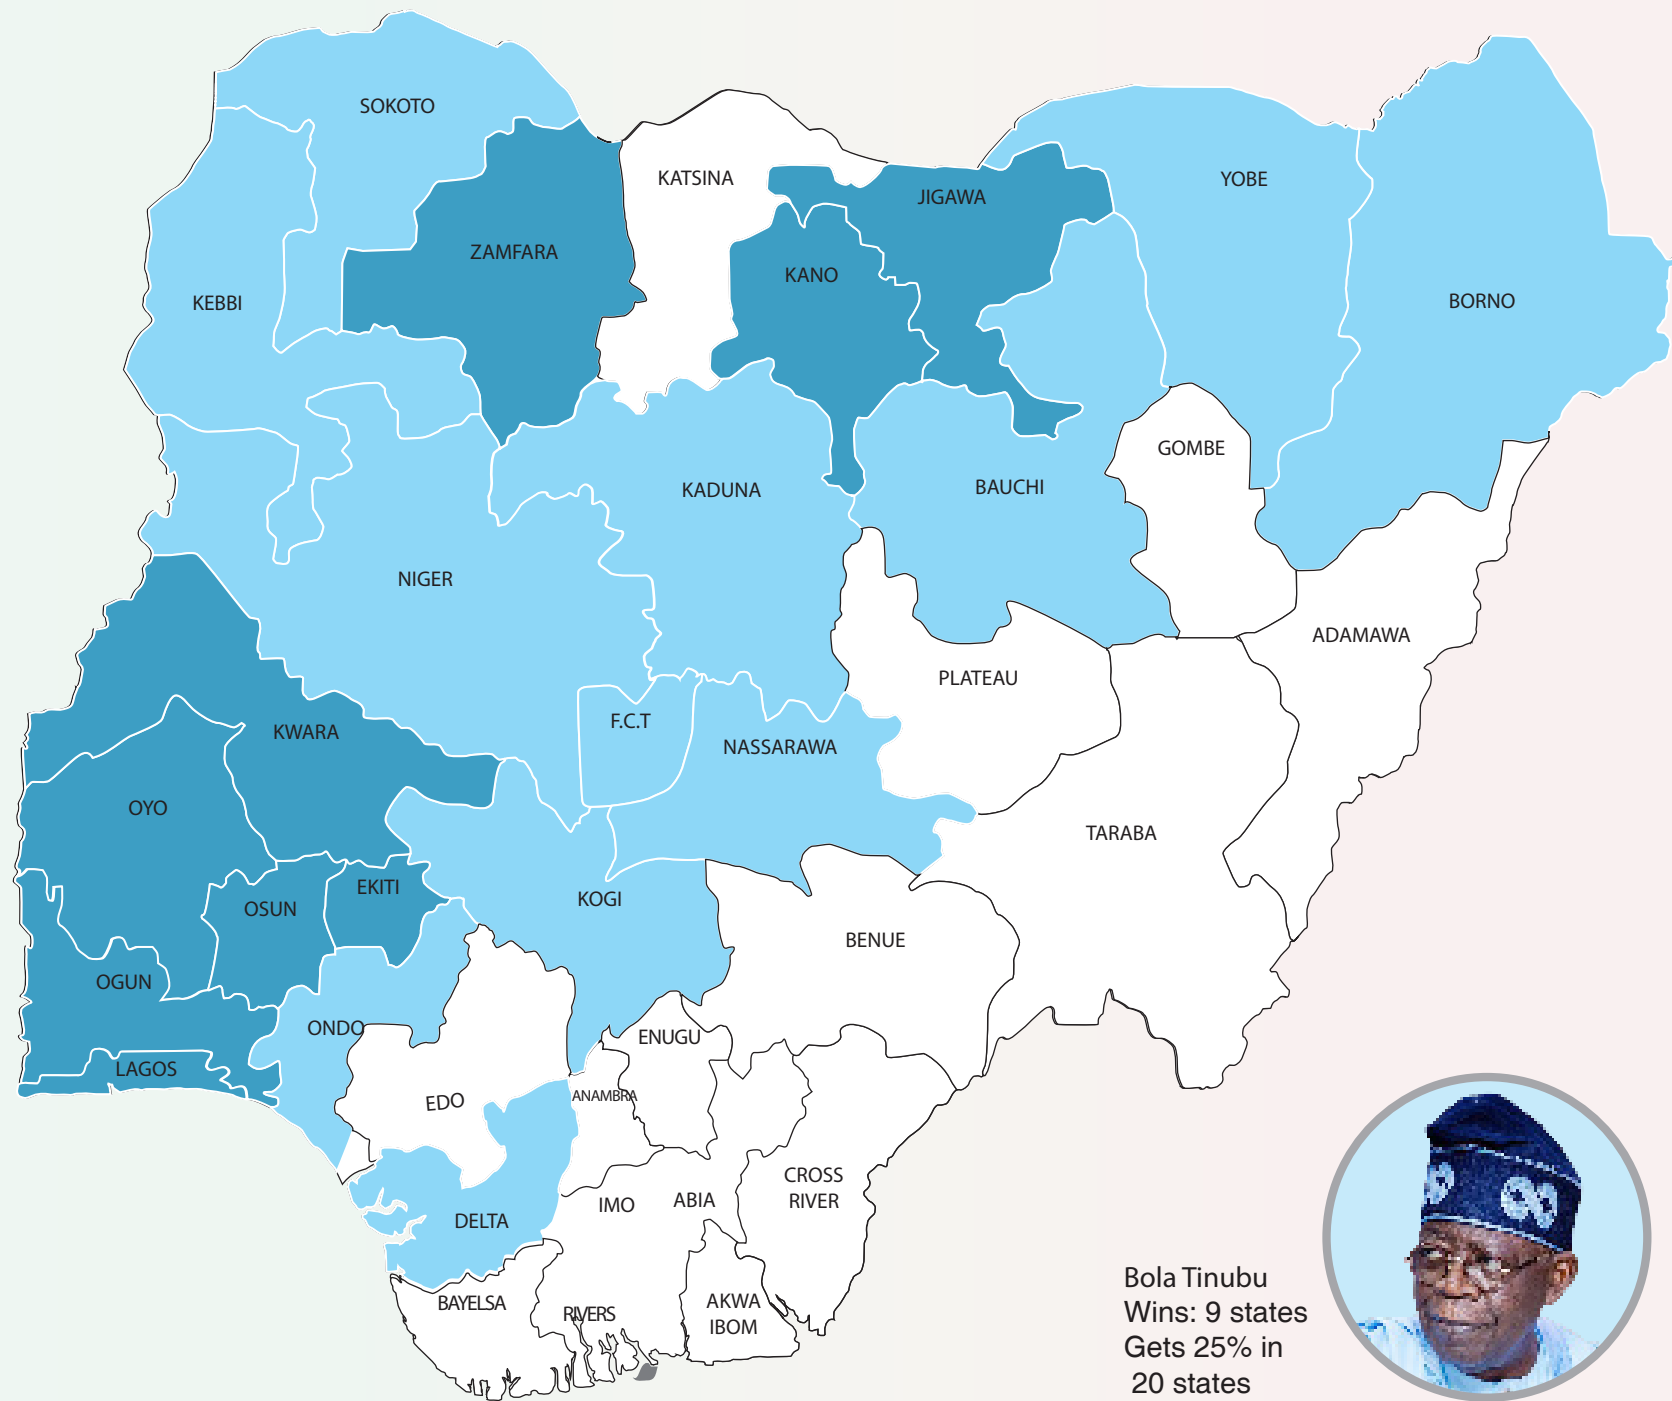 SOKOTO
KATSINA
YOBE
JIGAWA
ZAMFARA
KANO
KEBBI
BORNO
GOMBE
KADUNA
BAUCHI
NIGER
ADAMAWA
PLATEAU
F.C.T
KWARA
NASSARAWA
OYO
TARABA
EKITI
KOGI
OSUN
BENUE
OGUN
ONDO
ENUGU
LAGOS
ANAMBRA
EDO
CROSS
RIVER
IMO
ABIA
DELTA
BAYELSA
RIVERS
AKWA
IBOM
Bola Tinubu
Wins: 9 states
Gets 25% in
20 states